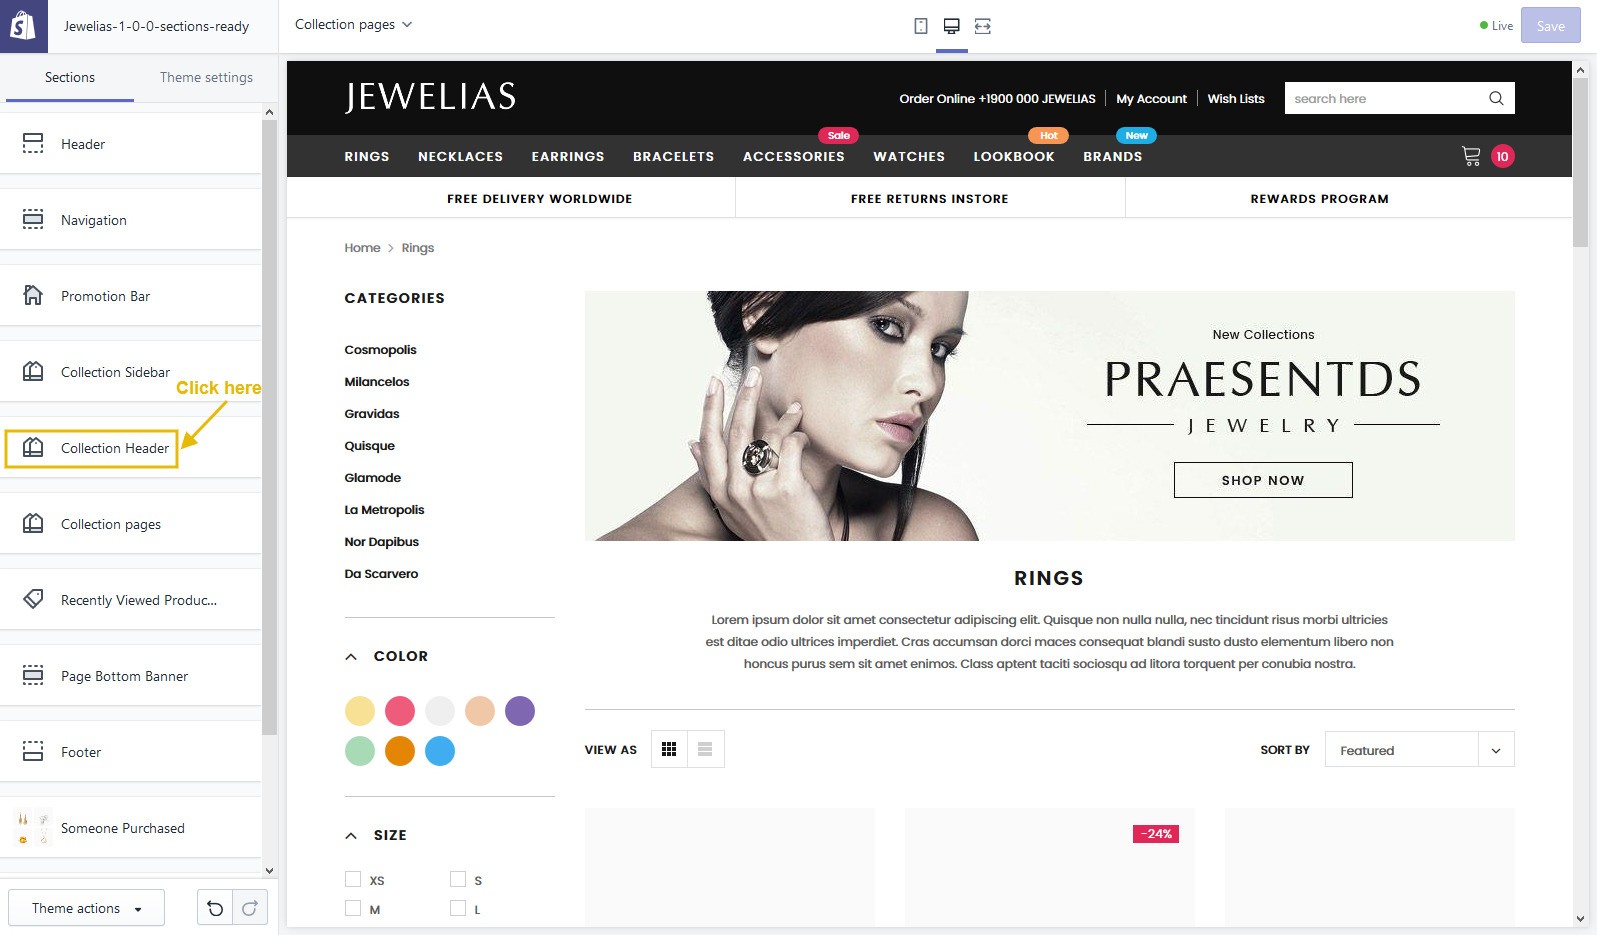 Jewelias-1-0-0-sections-ready
Collection pages
Live
Save
Sections
Theme settings
Header
Navigation
Promotion Bar
Collection Sidebar
Click here
Collection Header
Collection pages
Recently Viewed Produc...
Page Bottom Banner
Footer
Someone Purchased
Theme actions
JEWELIAS
Order Online +1900 000 JEWELIAS
My Account
Wish Lists
search here
Sale
Hot
New
RINGS
NECKLACES
EARRINGS
BRACELETS
ACCESSORIES
WATCHES
LOOKBOOK
BRANDS
10
FREE DELIVERY WORLDWIDE
FREE RETURNS INSTORE
REWARDS PROGRAM
Home > Rings
CATEGORIES
Cosmopolis
Milancelos
Gravidas
Quisque
Glamode
La Metropolis
Nor Dapibus
Da Scarvero
COLOR
SIZE
XS
S
M
L
New Collections
PRAESENTDS
JEWELRY
SHOP NOW
RINGS
Lorem ipsum dolor sit amet consectetur adipiscing elit. Quisque non nulla nulla, nec tincidunt risus morbi ultricies
est ditae odio ultrices imperdiet. Cras accumsan dorci maces consequat blandi susto dusto elementum libero non
honcus purus sem sit amet enimos. Class aptent taciti sociosqu ad litora torquent per conubia nostra.
VIEW AS
SORT BY
Featured
-24%